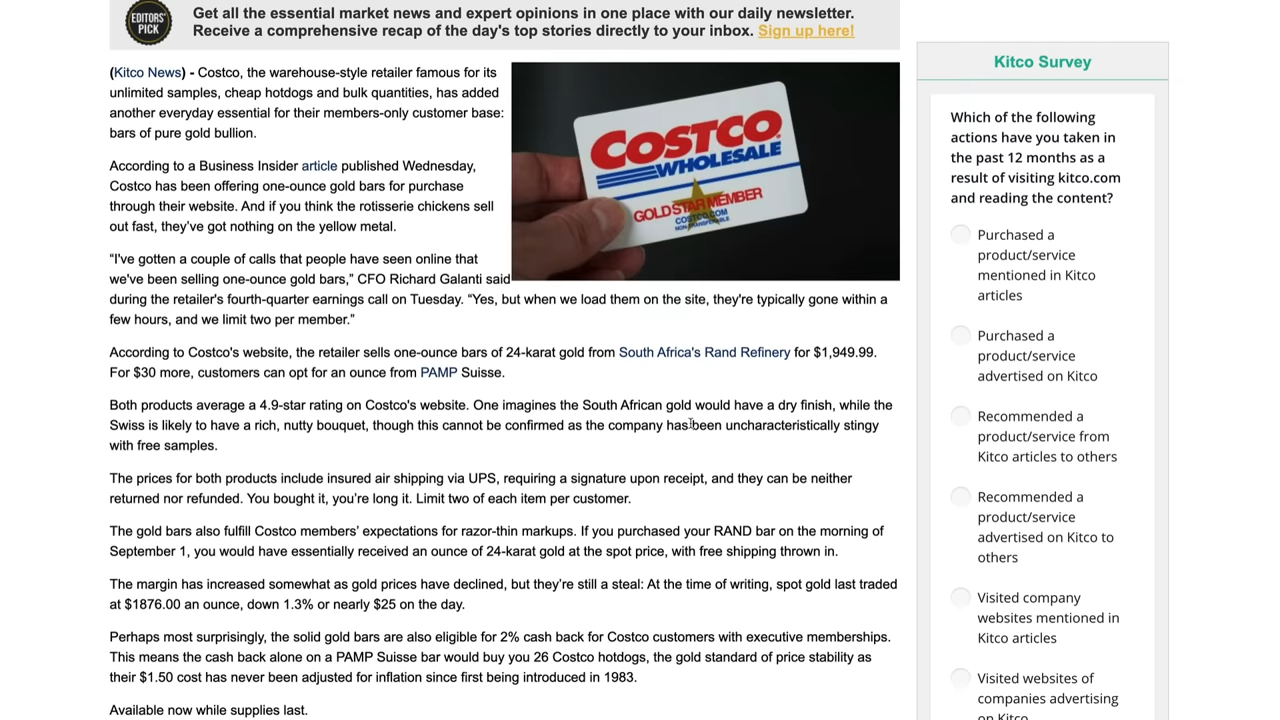 EDITORS'
PICK
Get all the essential market news and expert opinions in one place with our daily newsletter.
Receive a comprehensive recap of the day's top stories directly to your inbox. Sign up here!
(Kitco News) - Costco, the warehouse-style retailer famous for its
unlimited samples, cheap hotdogs and bulk quantities, has added
another everyday essential for their members-only customer base:
bars of pure gold bullion.
According to a Business Insider article published Wednesday,
Costco has been offering one-ounce gold bars for purchase
through their website. And if you think the rotisserie chickens sell
out fast, they've got nothing on the yellow metal.
“I've gotten a couple of calls that people have seen online that
we've been selling one-ounce gold bars,” CFO Richard Galanti said
during the retailer's fourth-quarter earnings call on Tuesday. “Yes, but when we load them on the site, they're typically gone within a
few hours, and we limit two per member.”
According to Costco's website, the retailer sells one-ounce bars of 24-karat gold from South Africa's Rand Refinery for $1,949.99.
For $30 more, customers can opt for an ounce from PAMP Suisse.
Both products average a 4.9-star rating on Costco's website. One imagines the South African gold would have a dry finish, while the
Swiss is likely to have a rich, nutty bouquet, though this cannot be confirmed as the company has been uncharacteristically stingy
with free samples.
The prices for both products include insured air shipping via UPS, requiring a signature upon receipt, and they can be neither
returned nor refunded. You bought it, you’re long it. Limit two of each item per customer.
The gold bars also fulfill Costco members’ expectations for razor-thin markups. If you purchased your RAND bar on the morning of
September 1, you would have essentially received an ounce of 24-karat gold at the spot price, with free shipping thrown in.
The margin has increased somewhat as gold prices have declined, but they’re still a steal: At the time of writing, spot gold last traded
at $1876.00 an ounce, down 1.3% or nearly $25 on the day.
Perhaps most surprisingly, the solid gold bars are also eligible for 2% cash back for Costco customers with executive memberships.
This means the cash back alone on a PAMP Suisse bar would buy you 26 Costco hotdogs, the gold standard of price stability as
their $1.50 cost has never been adjusted for inflation since first being introduced in 1983.
Available now while supplies last.
COSTCO
WHOLESALE
GOLD STAR MEMBER
COSTCO.COM
NON-TRANSFERABLE
Kitco Survey
Which of the following
actions have you taken in
the past 12 months as a
result of visiting kitco.com
and reading the content?
Purchased a
product/service
mentioned in Kitco
articles
Purchased a
product/service
advertised on Kitco
Recommended a
product/service from
Kitco articles to others
Recommended a
product/service
advertised on Kitco to
others
Visited company
websites mentioned in
Kitco articles
Visited websites of
companies advertising
on Kitco